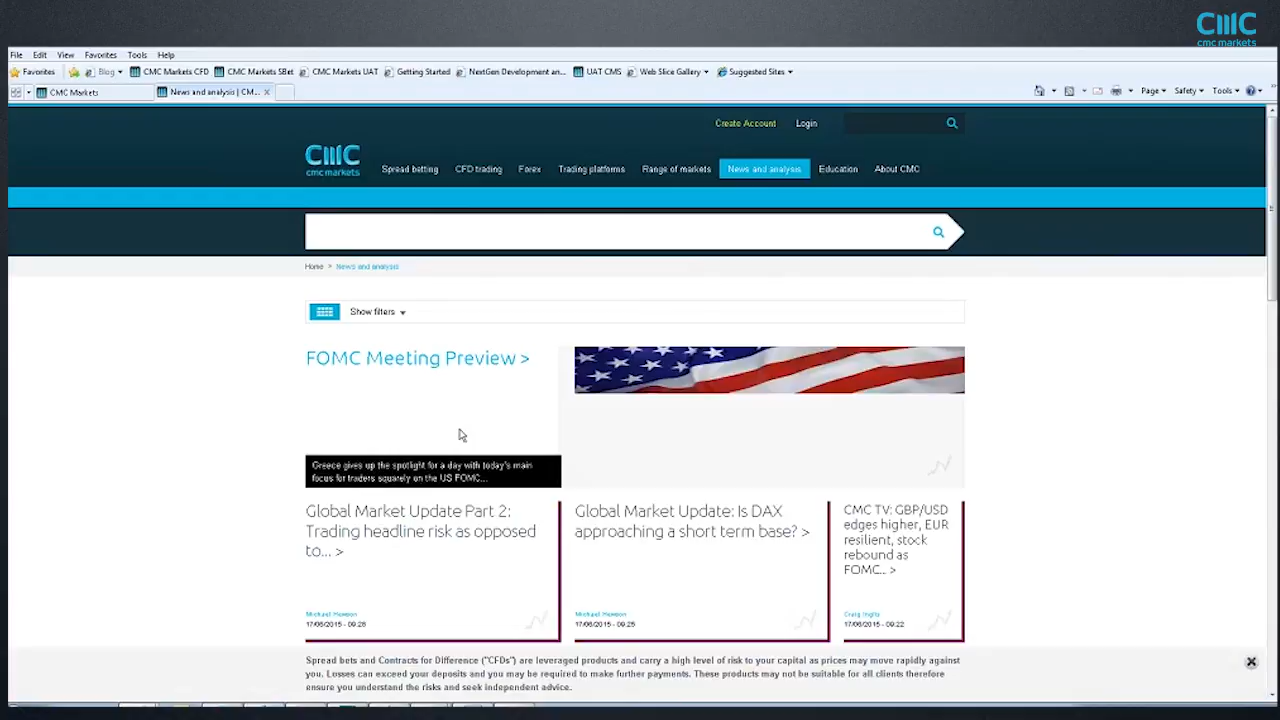 CMC
cmc markets
File Edit View Favorites Tools Help
Favorites Blog CMC Markets CFD CMC Markets SBet CMC Markets UAT Getting Started NextGen Development an... UAT CMS Web Slice Gallery Suggested Sites
CMC Markets News and analysis | CM... x Page Safety Tools
Create Account Login
CMC
cmc markets
Spread betting CFD trading Forex Trading platforms Range of markets News and analysis Education About CMC
Home > News and analysis
Show filters
FOMC Meeting Preview >
Greece gives up the spotlight for a day with today's main
focus for traders squarely on the US FOMC...
Global Market Update Part 2:
Trading headline risk as opposed
to... >
Michael Hewson
17/06/2015 - 09:28
Global Market Update: Is DAX
approaching a short term base? >
Michael Hewson
17/06/2015 - 09:25
CMC TV: GBP/USD
edges higher, EUR
resilient, stock
rebound as
FOMC... >
Craig Inglis
17/06/2015 - 09:22
Spread bets and Contracts for Difference ("CFDs") are leveraged products and carry a high level of risk to your capital as prices may move rapidly against
you. Losses can exceed your deposits and you may be required to make further payments. These products may not be suitable for all clients therefore
ensure you understand the risks and seek independent advice.